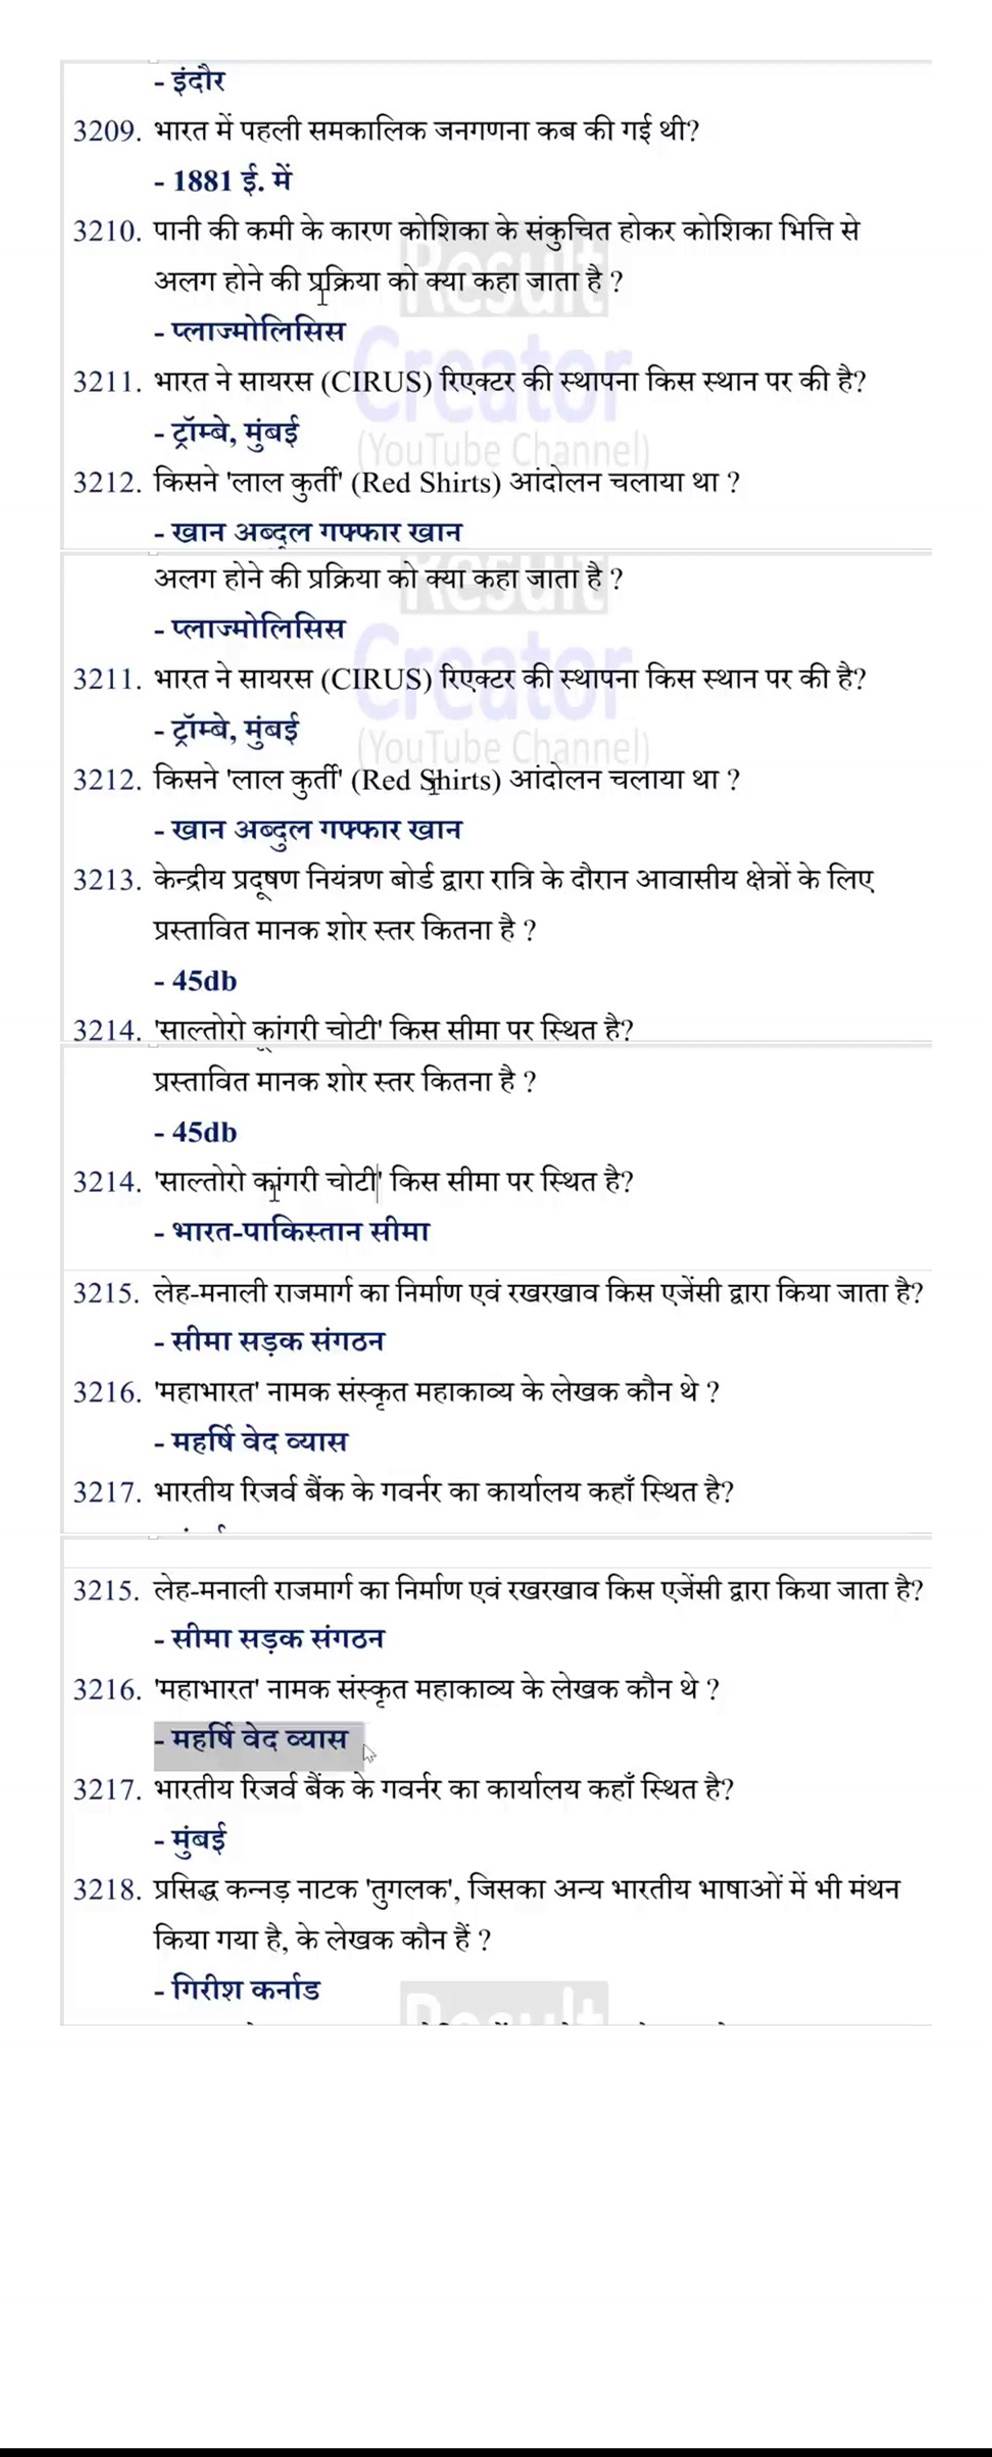 - इंदौर
3209. भारत में पहली समकालिक जनगणना कब की गई थी?
- 1881 ई. में
3210. पानी की कमी के कारण कोशिका के संकुचित होकर कोशिका भित्ति से
अलग होने की प्रक्रिया को क्या कहा जाता है ?
- प्लाज्मोलिसिस
3211. भारत ने सायरस (CIRUS) रिएक्टर की स्थापना किस स्थान पर की है?
- ट्रॉम्बे, मुंबई
3212. किसने 'लाल कुर्ती' (Red Shirts) आंदोलन चलाया था ?
- खान अब्दुल गफ्फार खान
Result
Creator
(YouTube Channel)
अलग होने की प्रक्रिया को क्या कहा जाता है ?
- प्लाज्मोलिसिस
3211. भारत ने सायरस (CIRUS) रिएक्टर की स्थापना किस स्थान पर की है?
- ट्रॉम्बे, मुंबई
3212. किसने 'लाल कुर्ती' (Red Shirts) आंदोलन चलाया था ?
- खान अब्दुल गफ्फार खान
3213. केन्द्रीय प्रदूषण नियंत्रण बोर्ड द्वारा रात्रि के दौरान आवासीय क्षेत्रों के लिए
प्रस्तावित मानक शोर स्तर कितना है ?
- 45db
3214. 'साल्तोरो कांगरी चोटी' किस सीमा पर स्थित है?
Result
Creator
(YouTube Channel)
प्रस्तावित मानक शोर स्तर कितना है ?
- 45db
3214. 'साल्तोरो कांगरी चोटी' किस सीमा पर स्थित है?
- भारत-पाकिस्तान सीमा
3215. लेह-मनाली राजमार्ग का निर्माण एवं रखरखाव किस एजेंसी द्वारा किया जाता है?
- सीमा सड़क संगठन
3216. 'महाभारत' नामक संस्कृत महाकाव्य के लेखक कौन थे ?
- महर्षि वेद व्यास
3217. भारतीय रिजर्व बैंक के गवर्नर का कार्यालय कहाँ स्थित है?
3215. लेह-मनाली राजमार्ग का निर्माण एवं रखरखाव किस एजेंसी द्वारा किया जाता है?
- सीमा सड़क संगठन
3216. 'महाभारत' नामक संस्कृत महाकाव्य के लेखक कौन थे ?
- महर्षि वेद व्यास
3217. भारतीय रिजर्व बैंक के गवर्नर का कार्यालय कहाँ स्थित है?
- मुंबई
3218. प्रसिद्ध कन्नड़ नाटक 'तुगलक', जिसका अन्य भारतीय भाषाओं में भी मंथन
किया गया है, के लेखक कौन हैं ?
- गिरीश कर्नाड
Result